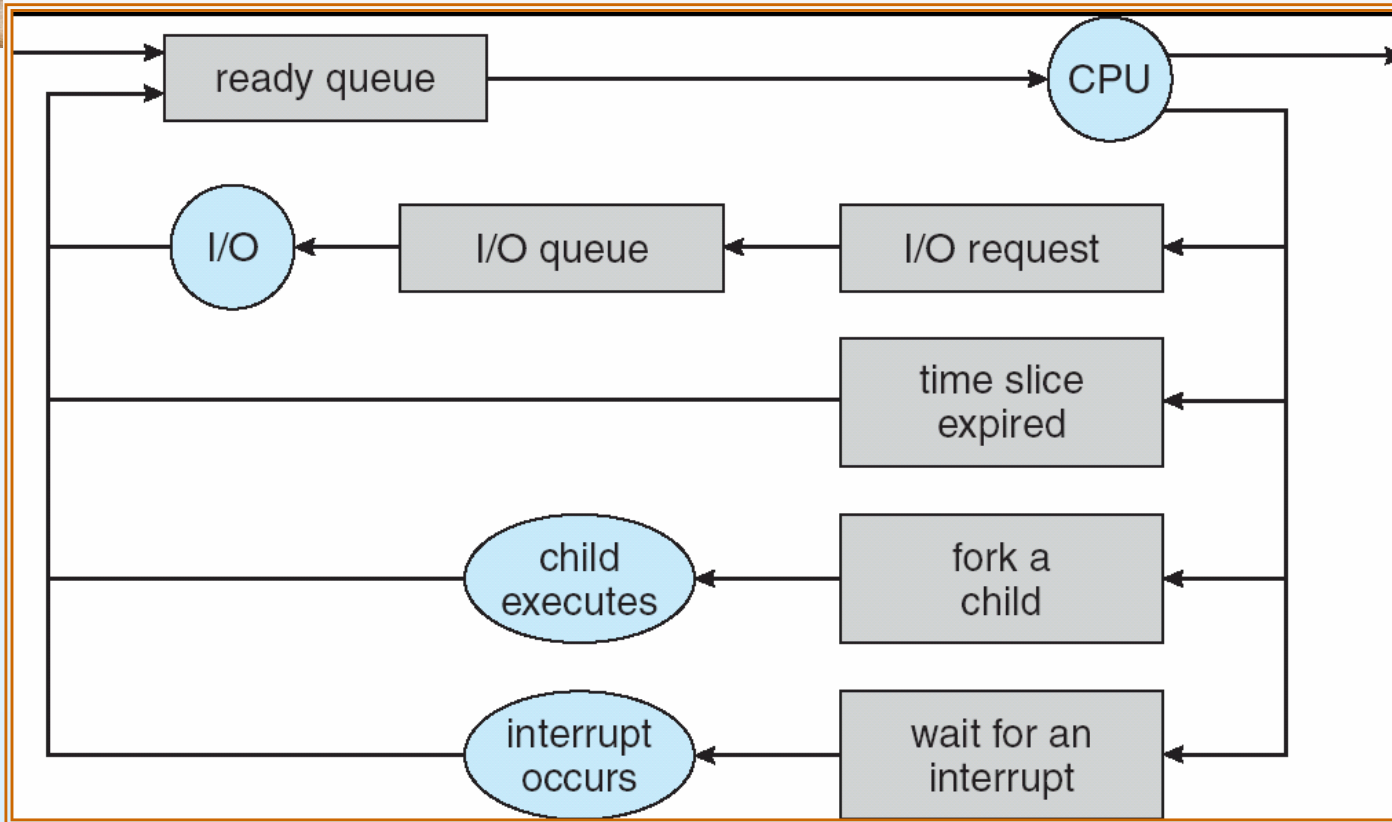 ready queue
CPU
I/O
I/O queue
I/O request
time slice
expired
child
executes
fork a
child
interrupt
occurs
wait for an
interrupt